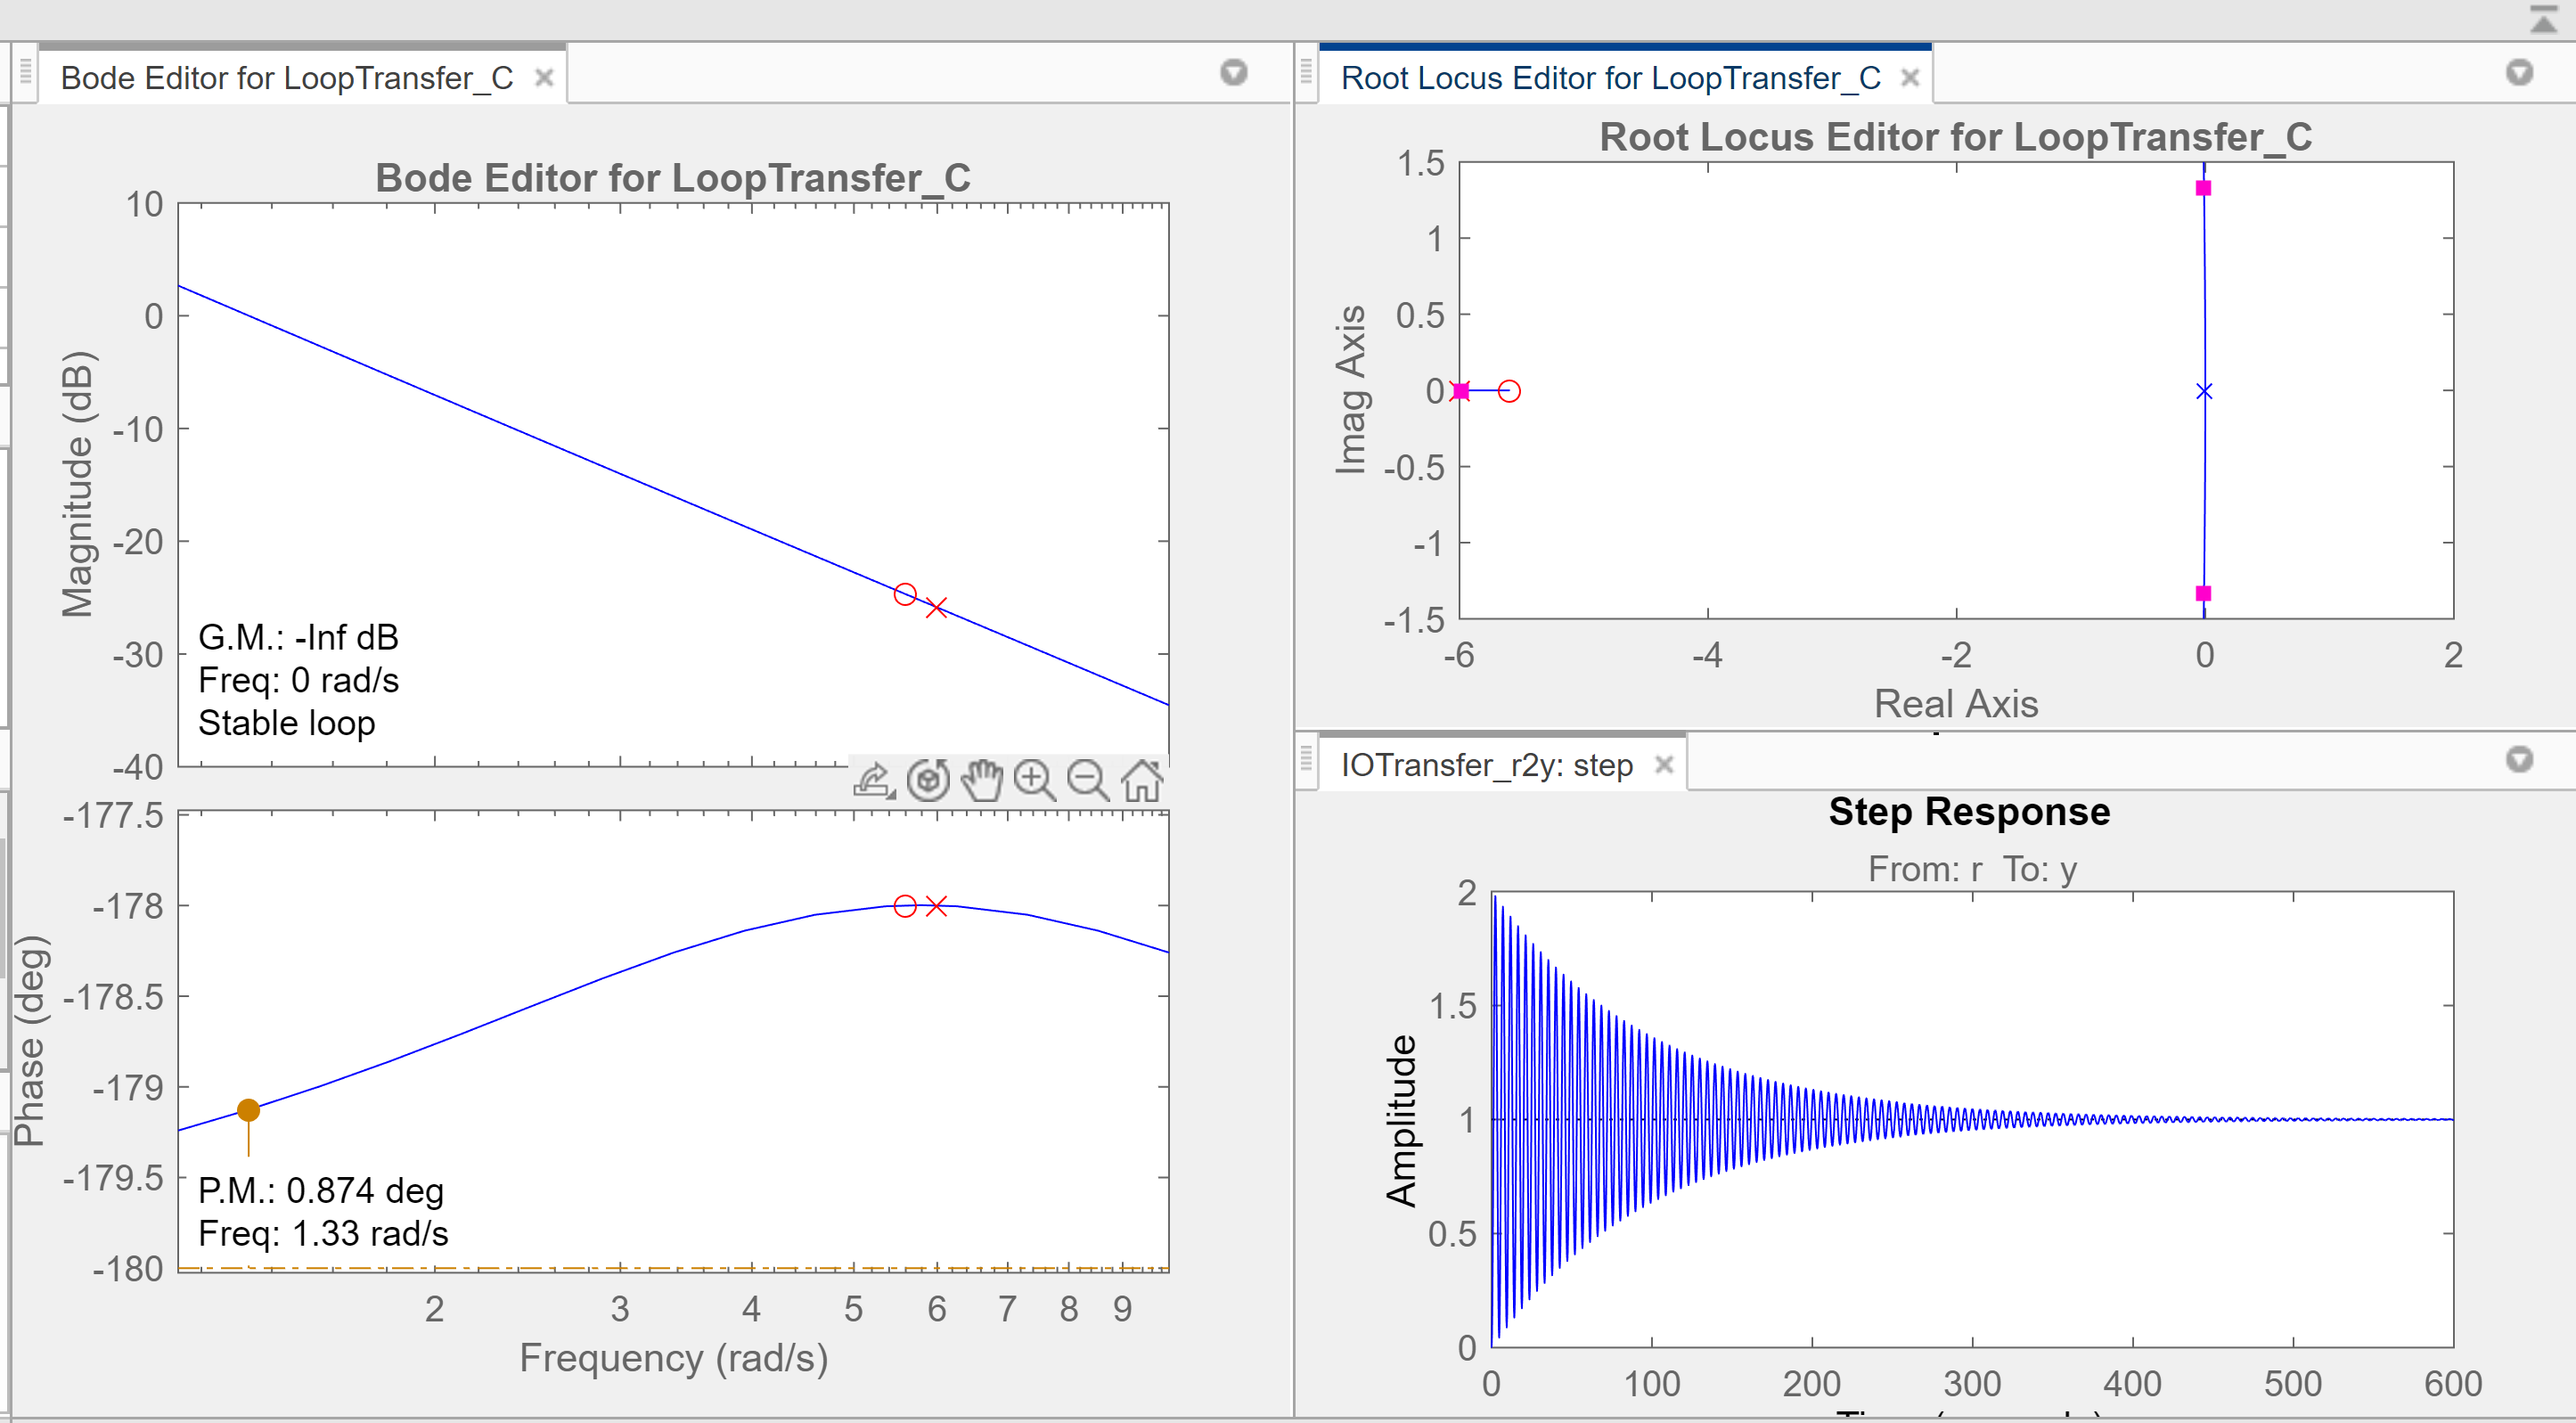 Bode Editor for LoopTransfer_C
Bode Editor for LoopTransfer_C
10
0
-10
-20
-30
-40
Magnitude (dB)
G.M.: -Inf dB
Freq: 0 rad/s
Stable loop
-177.5
-178
-178.5
-179
-179.5
-180
Phase (deg)
P.M.: 0.874 deg
Freq: 1.33 rad/s
2 3 4 5 6 7 8 9
Frequency (rad/s)
Root Locus Editor for LoopTransfer_C
Root Locus Editor for LoopTransfer_C
1.5
1
0.5
0
-0.5
-1
-1.5
Imag Axis
-6 -4 -2 0 2
Real Axis
IOTransfer_r2y: step
Step Response
From: r To: y
2
1.5
1
0.5
0
Amplitude
0 100 200 300 400 500 600